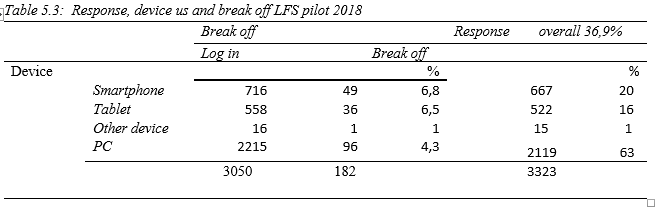 Table 5.3: Response, device us and break off LFS pilot 2018
Break off Response overall 36,9%
Log in Break off
Device % %
Smartphone 716 49 6,8 667 20
Tablet 558 36 6,5 522 16
Other device 16 1 1 15 1
PC 2215 96 4,3 2119 63
3050 182 3323